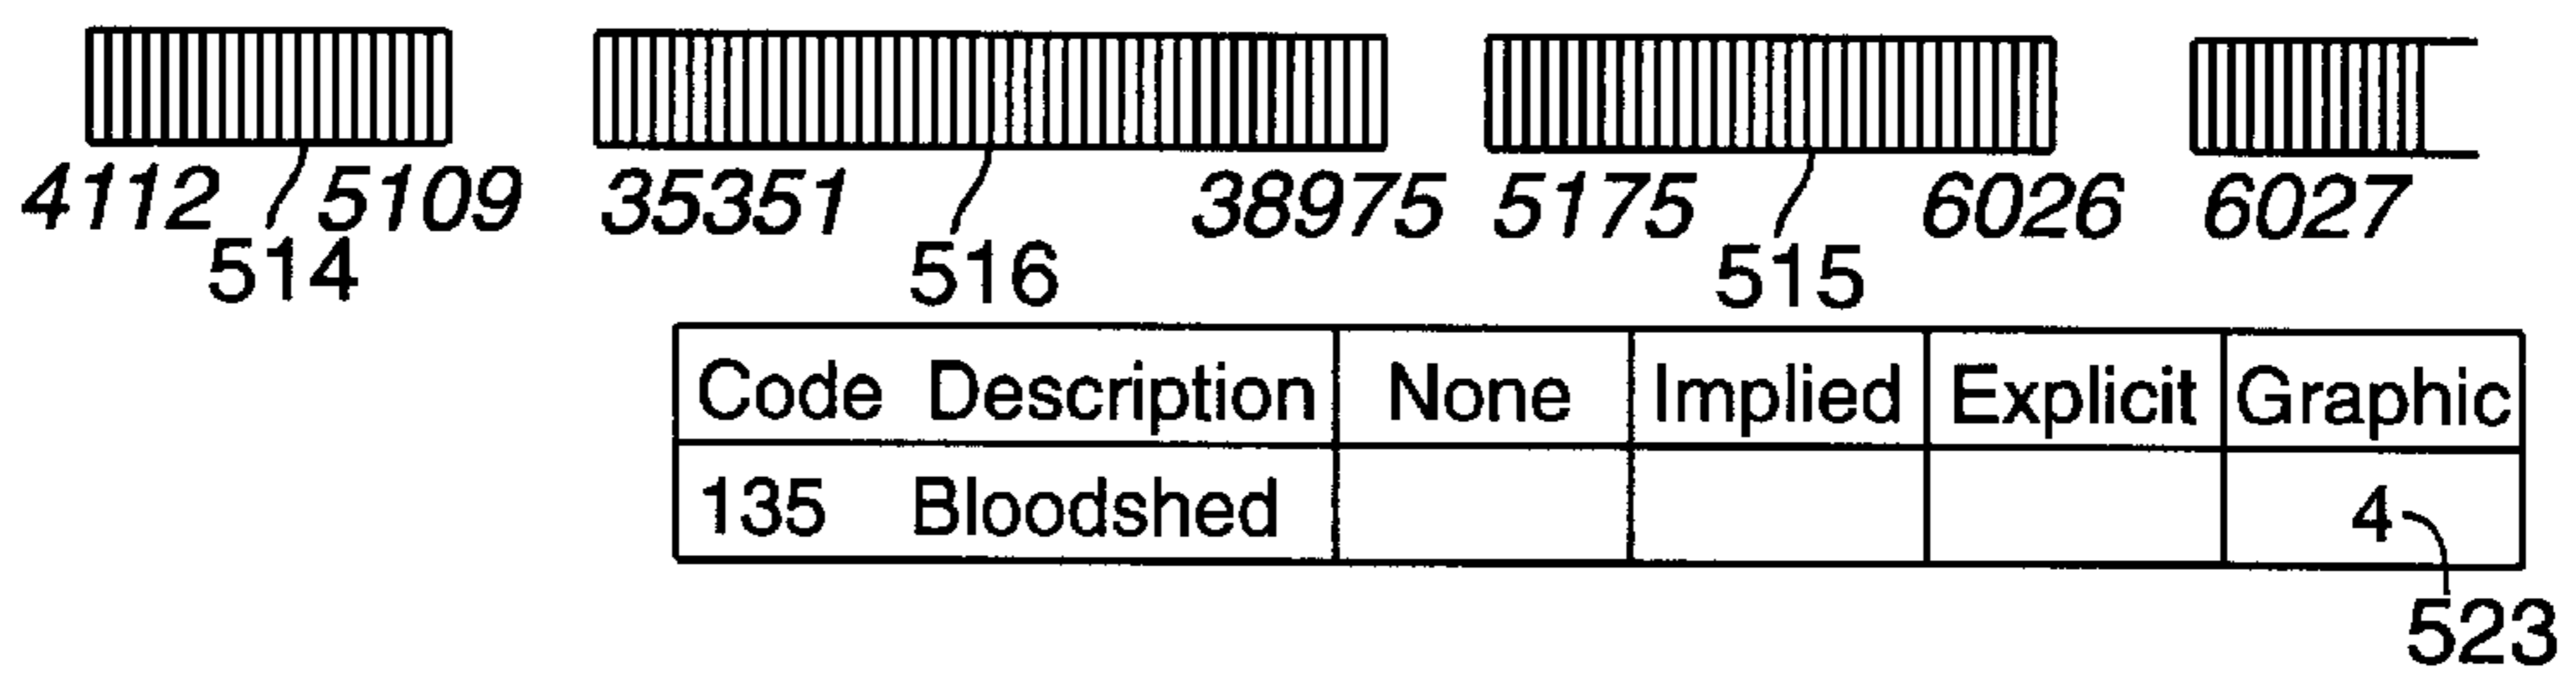 4112 5109 35351 38975 5175 6026 6027
514 516 515
Code Description None Implied Explicit Graphic
135 Bloodshed 4
523